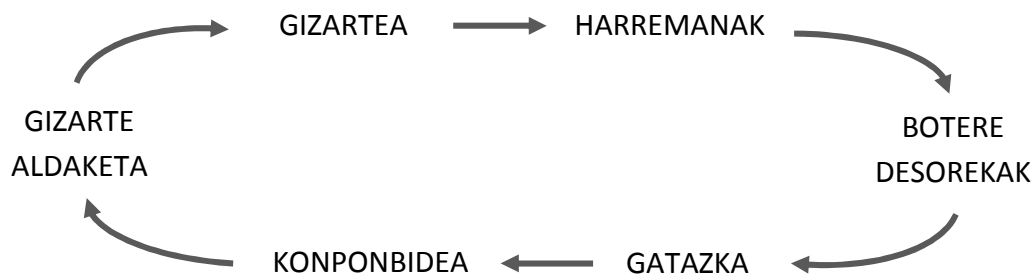 GIZARTEA
HARREMANAK
BOTERE
DESOREKAK
GATAZKA
KONPONBIDEA
GIZARTE
ALDAKETA